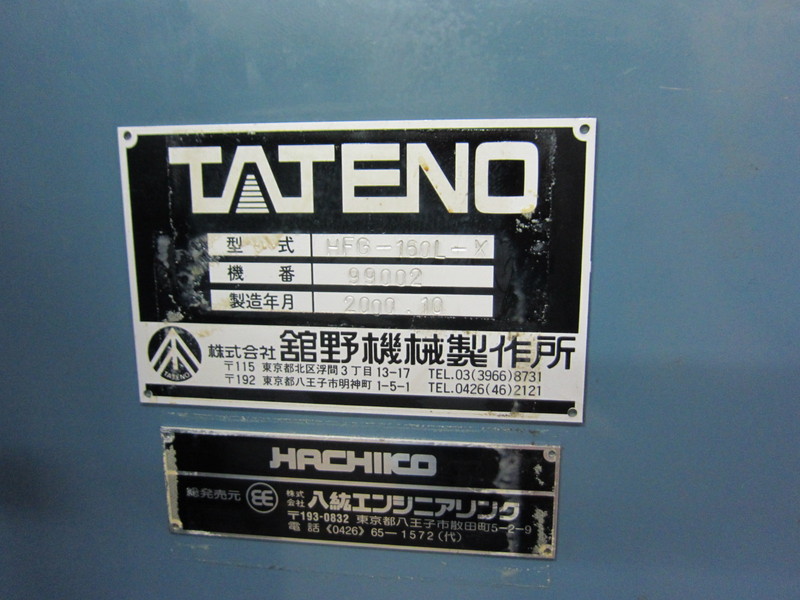 TATENO
型式 HFG-160L-X
機番 99002
製造年月 2000.10
TATENO
株式会社 舘野機械製作所
〒115 東京都北区浮間3丁目13-17 TEL.03(3966)8731
〒192 東京都八王子市明神町1-5-1 TEL.0426(46)2121
HACHIKO
総発売元 株式会社 八紘エンジニアリング
〒193-0832 東京都八王子市散田町5-2-9
電話《0426》65-1572(代)